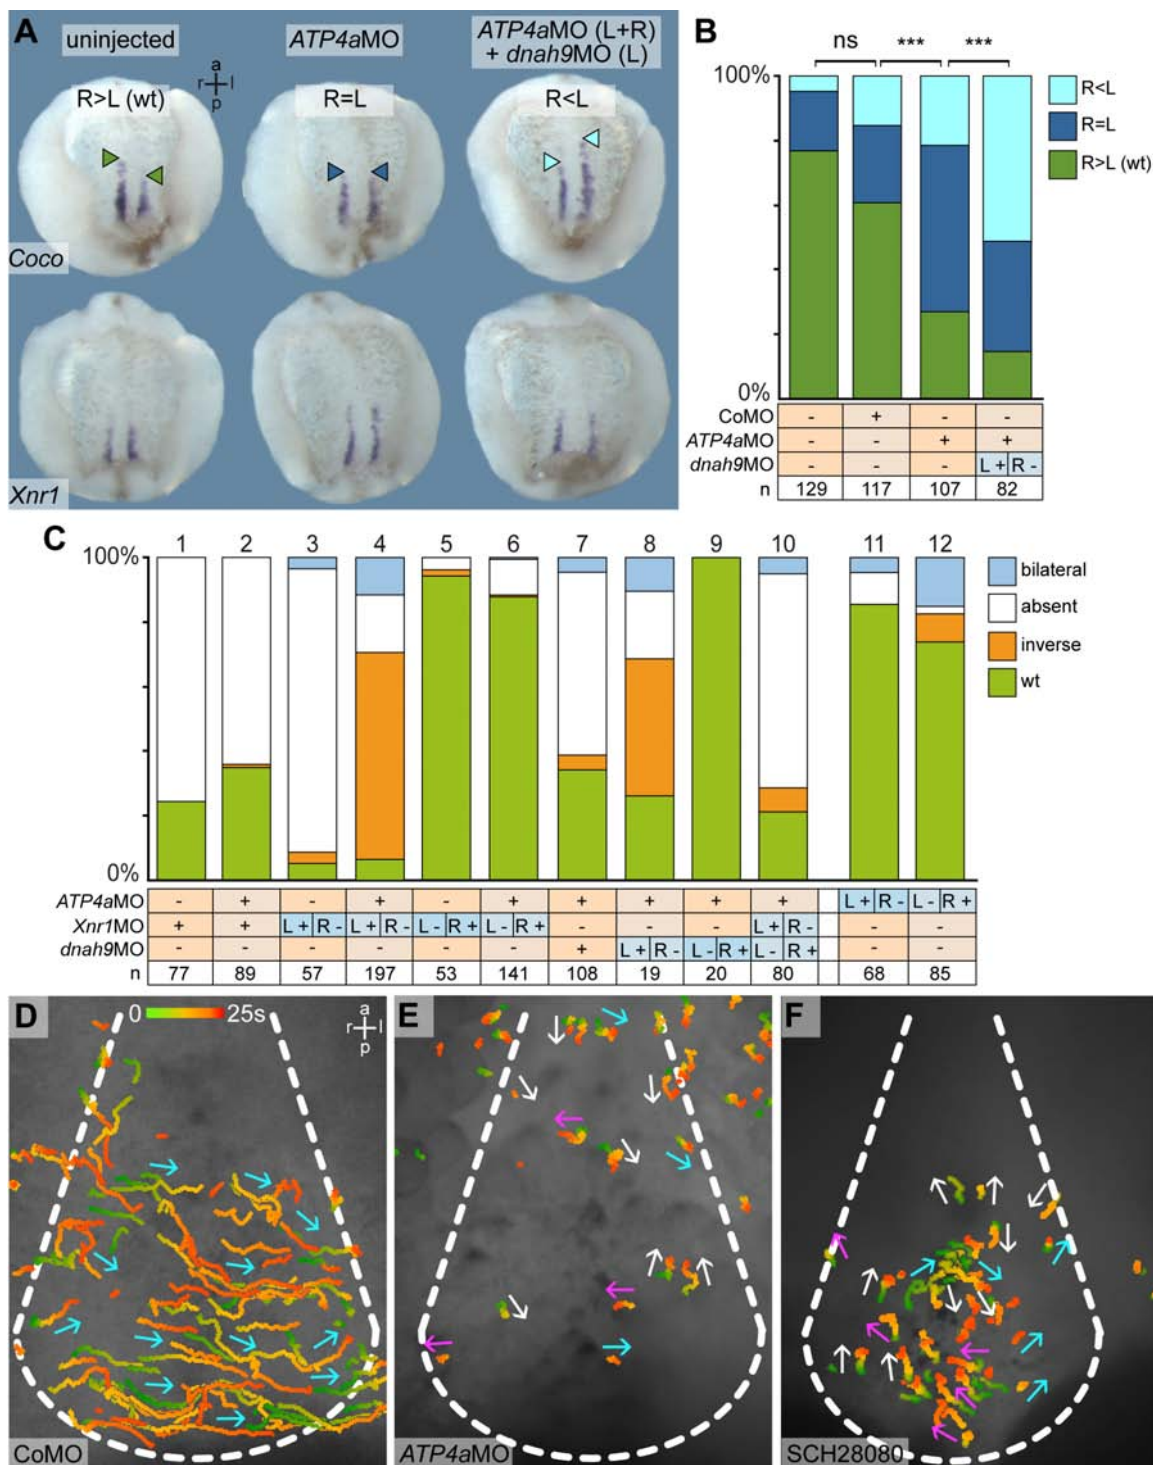 A
uninjected
ATP4aMO
ATP4aMO (L+R)
+ dnah9MO (L)
a
r l
p
R>L (wt)
R=L
R<L
Coco
Xnr1
B
ns *** ***
100%
0%
R<L
R=L
R>L (wt)
CoMO - + - -
ATP4aMO - - + +
dnah9MO - - - L + R -
n 129 117 107 82
C
1 2 3 4 5 6 7 8 9 10 11 12
100%
0%
bilateral
absent
inverse
wt
ATP4aMO - + - + - + + + + + L + R - L - R +
Xnr1MO + + L + R - L + R - L - R + L - R + - - - L + R - - -
dnah9MO - - - - - - + L + R - L - R + L - R + - -
n 77 89 57 197 53 141 108 19 20 80 68 85
D
0 25s
a
r l
p
CoMO
E
ATP4aMO
F
SCH28080